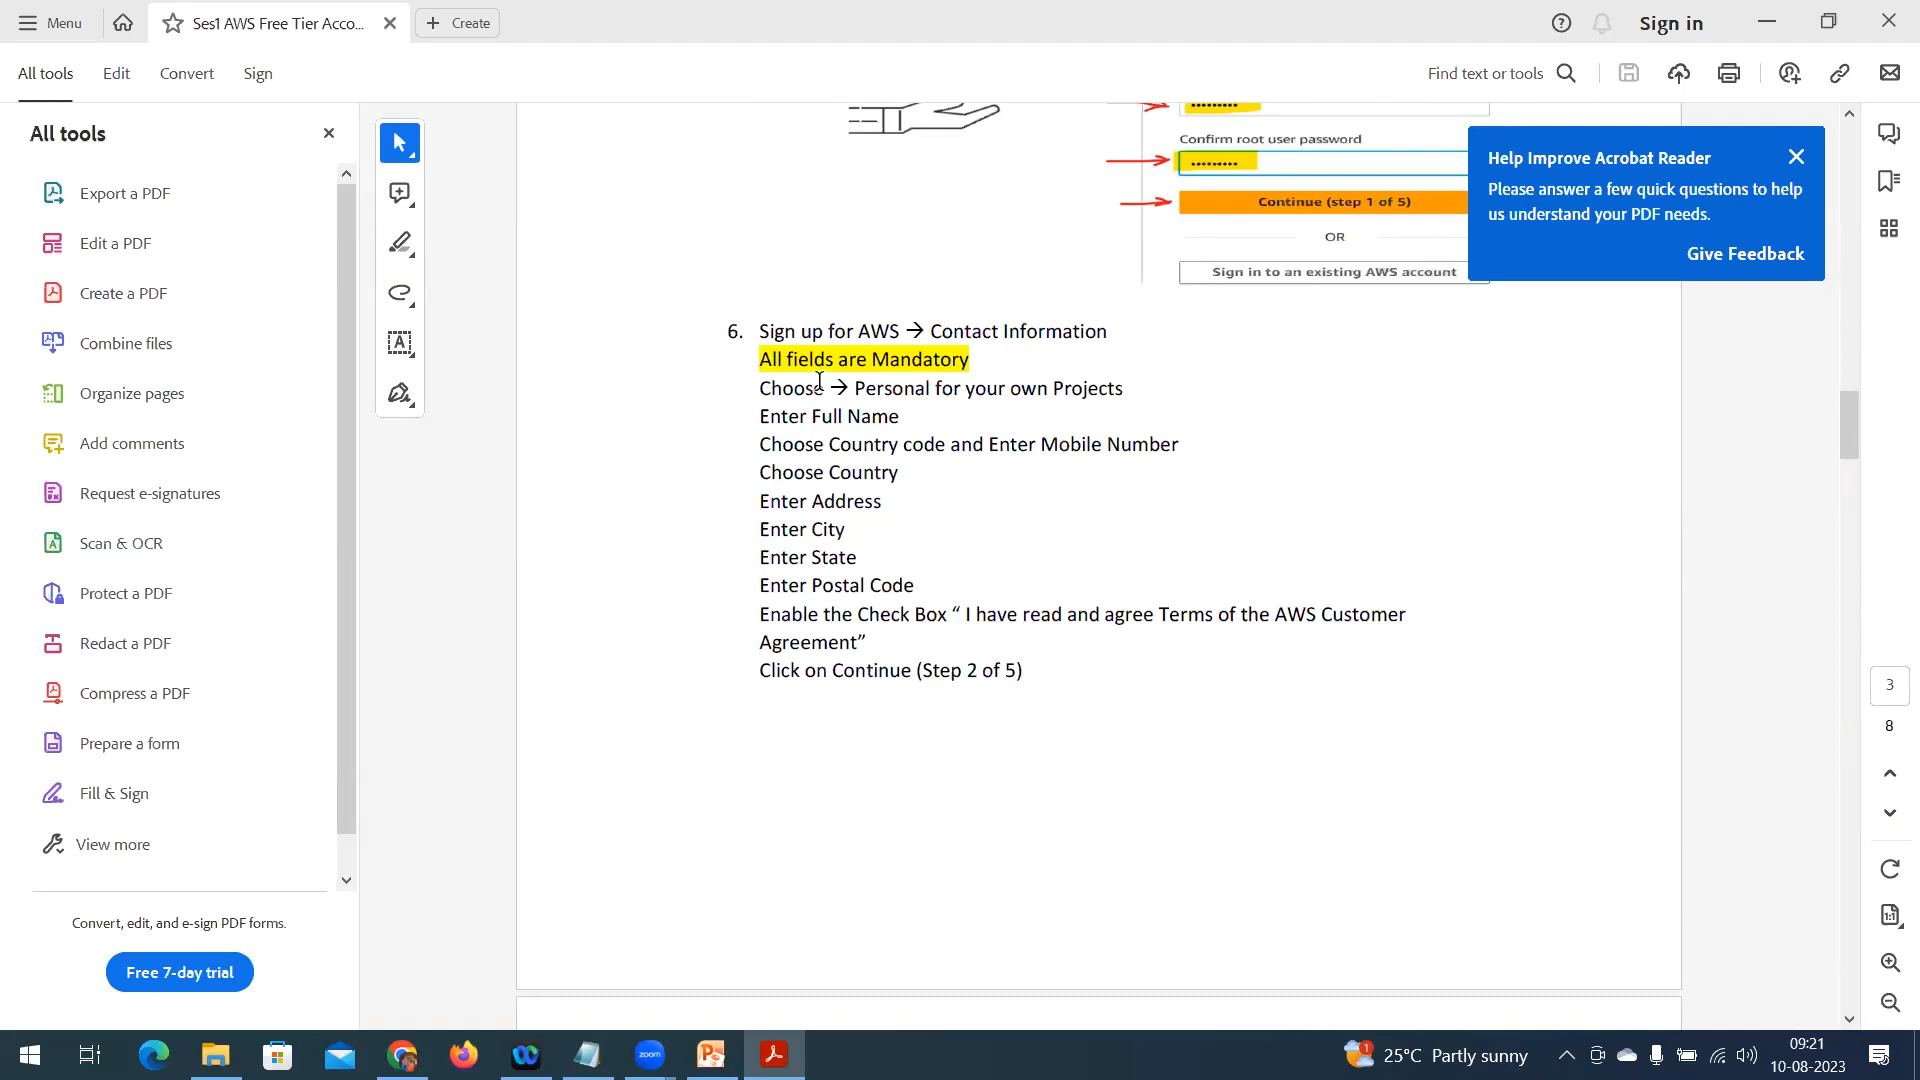 Menu
Ses1 AWS Free Tier Acco...
Create
Sign in
All tools
Edit
Convert
Sign
Find text or tools
All tools
Export a PDF
Edit a PDF
Create a PDF
Combine files
Organize pages
Add comments
Request e-signatures
Scan & OCR
Protect a PDF
Redact a PDF
Compress a PDF
Prepare a form
Fill & Sign
View more
Convert, edit, and e-sign PDF forms.
Free 7-day trial
Confirm root user password
Continue (step 1 of 5)
OR
Sign in to an existing AWS account
Help Improve Acrobat Reader
Please answer a few quick questions to help
us understand your PDF needs.
Give Feedback
6. Sign up for AWS → Contact Information
All fields are Mandatory
Choose → Personal for your own Projects
Enter Full Name
Choose Country code and Enter Mobile Number
Choose Country
Enter Address
Enter City
Enter State
Enter Postal Code
Enable the Check Box “ I have read and agree Terms of the AWS Customer
Agreement”
Click on Continue (Step 2 of 5)
3
8
zoom
1
25°C Partly sunny
09:21
10-08-2023